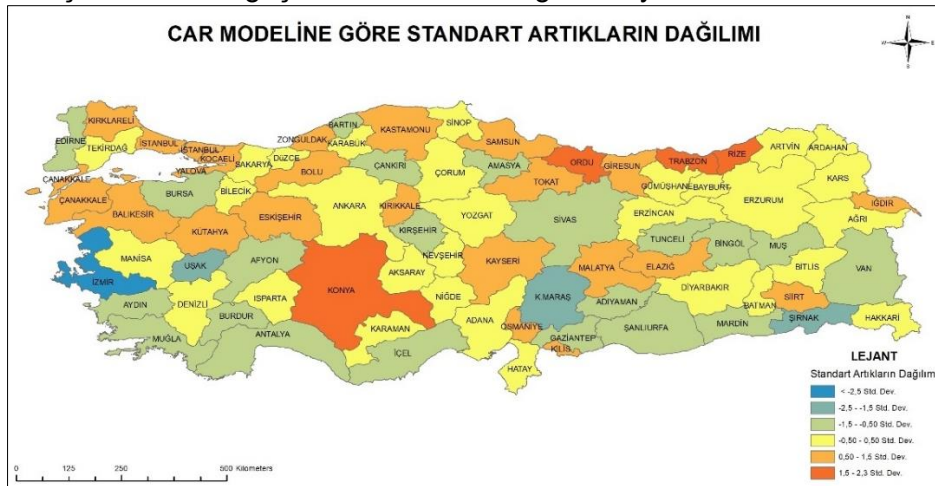 CAR MODELİNE GÖRE STANDART ARTIKLARIN DAĞILIMI
N
W
E
S
KIRKLARELİ
EDİRNE
TEKİRDAĞ
İSTANBUL
İSTANBUL
KOCAELİ
YALOVA
SAKARYA
DÜZCE
ZONGULDAK
BARTIN
KARABÜK
KASTAMONU
SİNOP
SAMSUN
ORDU
GİRESUN
TRABZON
RİZE
ARTVİN
ARDAHAN
ÇANAKKALE
ÇANAKKALE
BALIKESİR
BURSA
BİLECİK
BOLU
ÇANKIRI
ÇORUM
AMASYA
TOKAT
GÜMÜŞHANE
BAYBURT
ERZURUM
KARS
IĞDIR
AĞRI
KÜTAHYA
ESKİŞEHİR
ANKARA
KIRIKKALE
YOZGAT
SİVAS
ERZİNCAN
KIRŞEHİR
TUNCELİ
BİNGÖL
MUŞ
BİTLİS
VAN
MANİSA
İZMİR
UŞAK
AFYON
KONYA
AKSARAY
NEVŞEHİR
KAYSERİ
MALATYA
ELAZIĞ
DİYARBAKIR
BATMAN
SİİRT
ŞIRNAK
HAKKARİ
AYDIN
DENİZLİ
ISPARTA
BURDUR
MUĞLA
ANTALYA
KARAMAN
NİĞDE
İÇEL
ADANA
K.MARAŞ
OSMANİYE
ADIYAMAN
GAZİANTEP
KİLİS
ŞANLIURFA
MARDİN
HATAY
LEJANT
Standart Artıkların Dağılım
< -2,5 Std. Dev.
-2,5 - -1,5 Std. Dev.
-1,5 - -0,50 Std. Dev.
-0,50 - 0,50 Std. Dev.
0,50 - 1,5 Std. Dev.
1,5 - 2,3 Std. Dev.
0 125 250 500 Kilometers